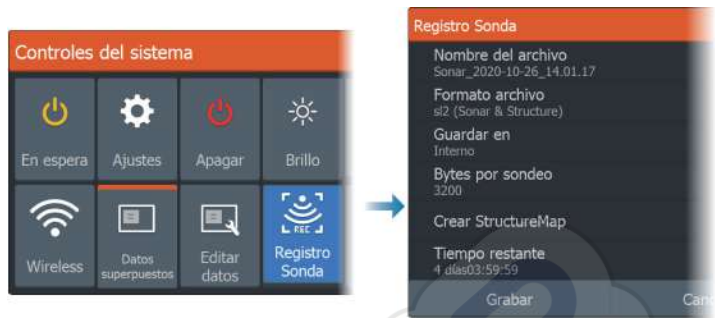 Controles del sistema
En espera
Ajustes
Apagar
Brillo
Wireless
Datos
superpuestos
Editar
datos
REC
Registro
Sonda
Registro Sonda
Nombre del archivo
Sonar_2020-10-26_14.01.17
Formato archivo
sl2 (Sonar & Structure)
Guardar en
Interno
Bytes por sondeo
3200
Crear StructureMap
Tiempo restante
4 días03:59:59
Grabar